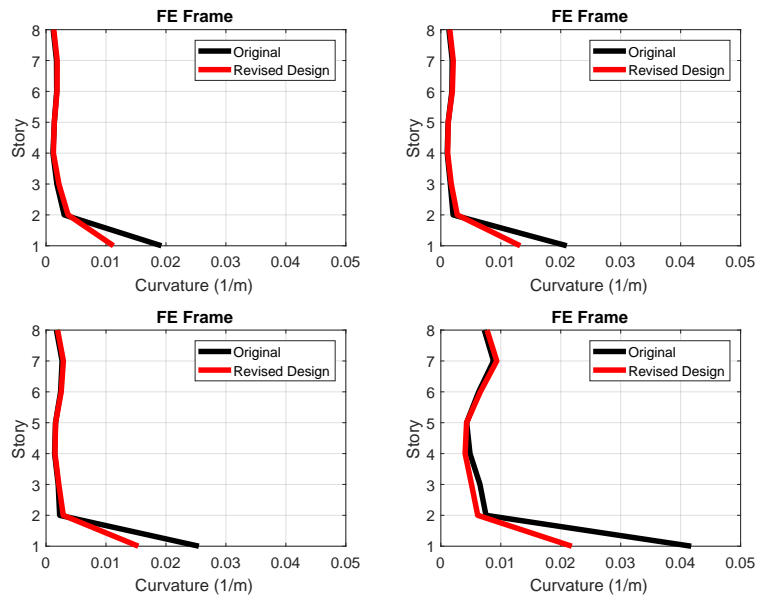 FE Frame
8
7
6
5
4
3
2
1
Story
Original
Revised Design
0 0.01 0.02 0.03 0.04 0.05
Curvature (1/m)
FE Frame
8
7
6
5
4
3
2
1
Story
Original
Revised Design
0 0.01 0.02 0.03 0.04 0.05
Curvature (1/m)
FE Frame
8
7
6
5
4
3
2
1
Story
Original
Revised Design
0 0.01 0.02 0.03 0.04 0.05
Curvature (1/m)
FE Frame
8
7
6
5
4
3
2
1
Story
Original
Revised Design
0 0.01 0.02 0.03 0.04 0.05
Curvature (1/m)